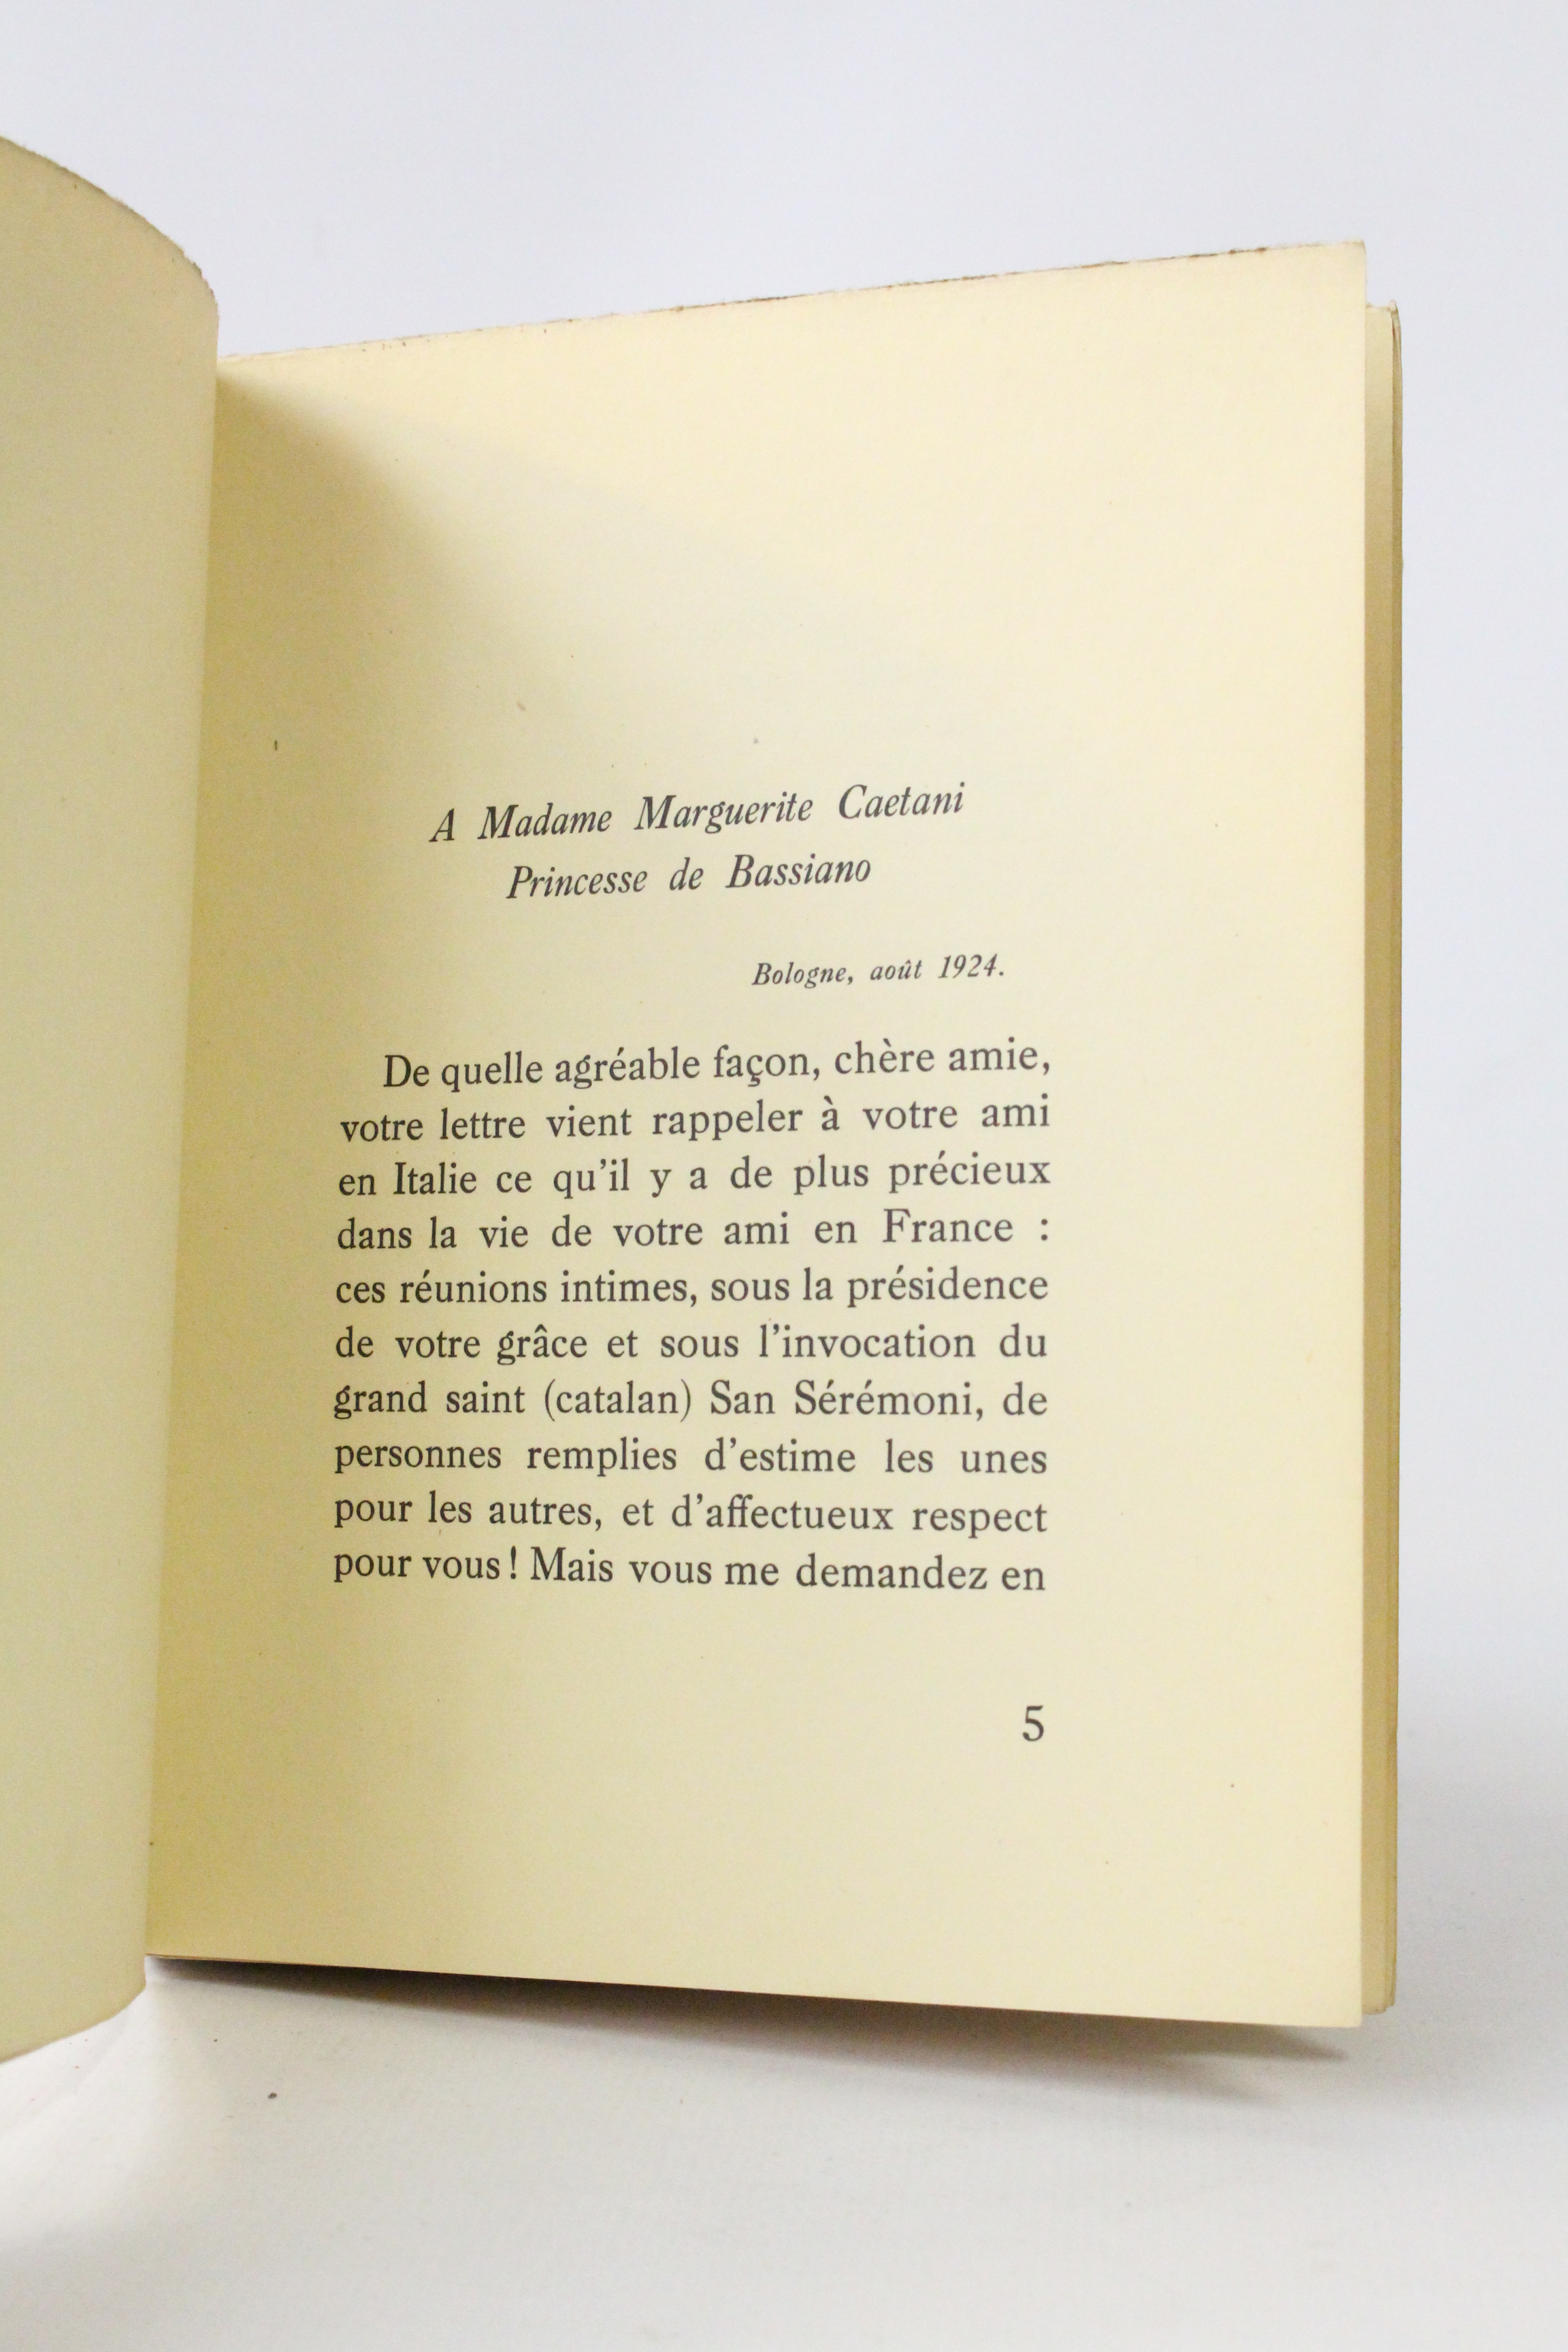 A Madame Marguerite Caetani
Princesse de Bassiano
Bologne, août 1924.
De quelle agréable façon, chère amie,
votre lettre vient rappeler à votre ami
en Italie ce qu'il y a de plus précieux
dans la vie de votre ami en France :
ces réunions intimes, sous la présidence
de votre grâce et sous l'invocation du
grand saint (catalan) San Sérémoni, de
personnes remplies d'estime les unes
pour les autres, et d'affectueux respect
pour vous ! Mais vous me demandez en
5